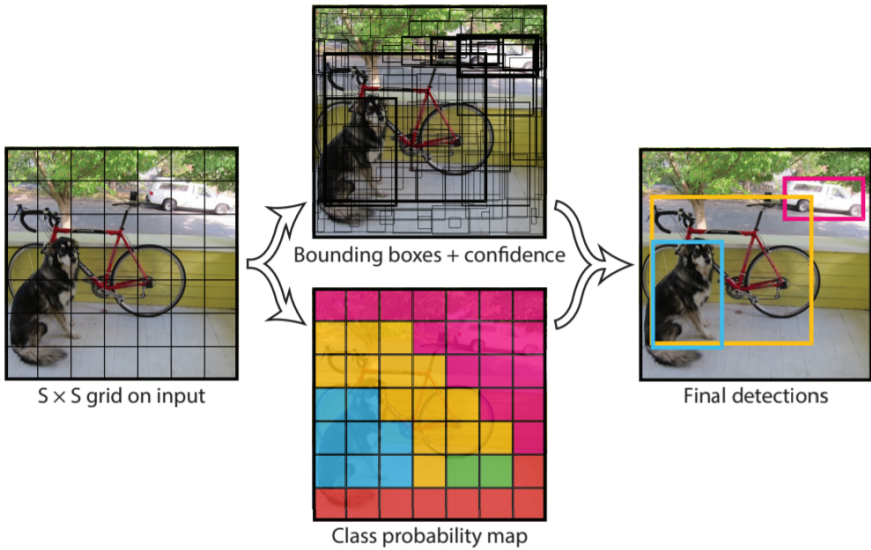 Bounding boxes + confidence
S × S grid on input
Final detections
Class probability map